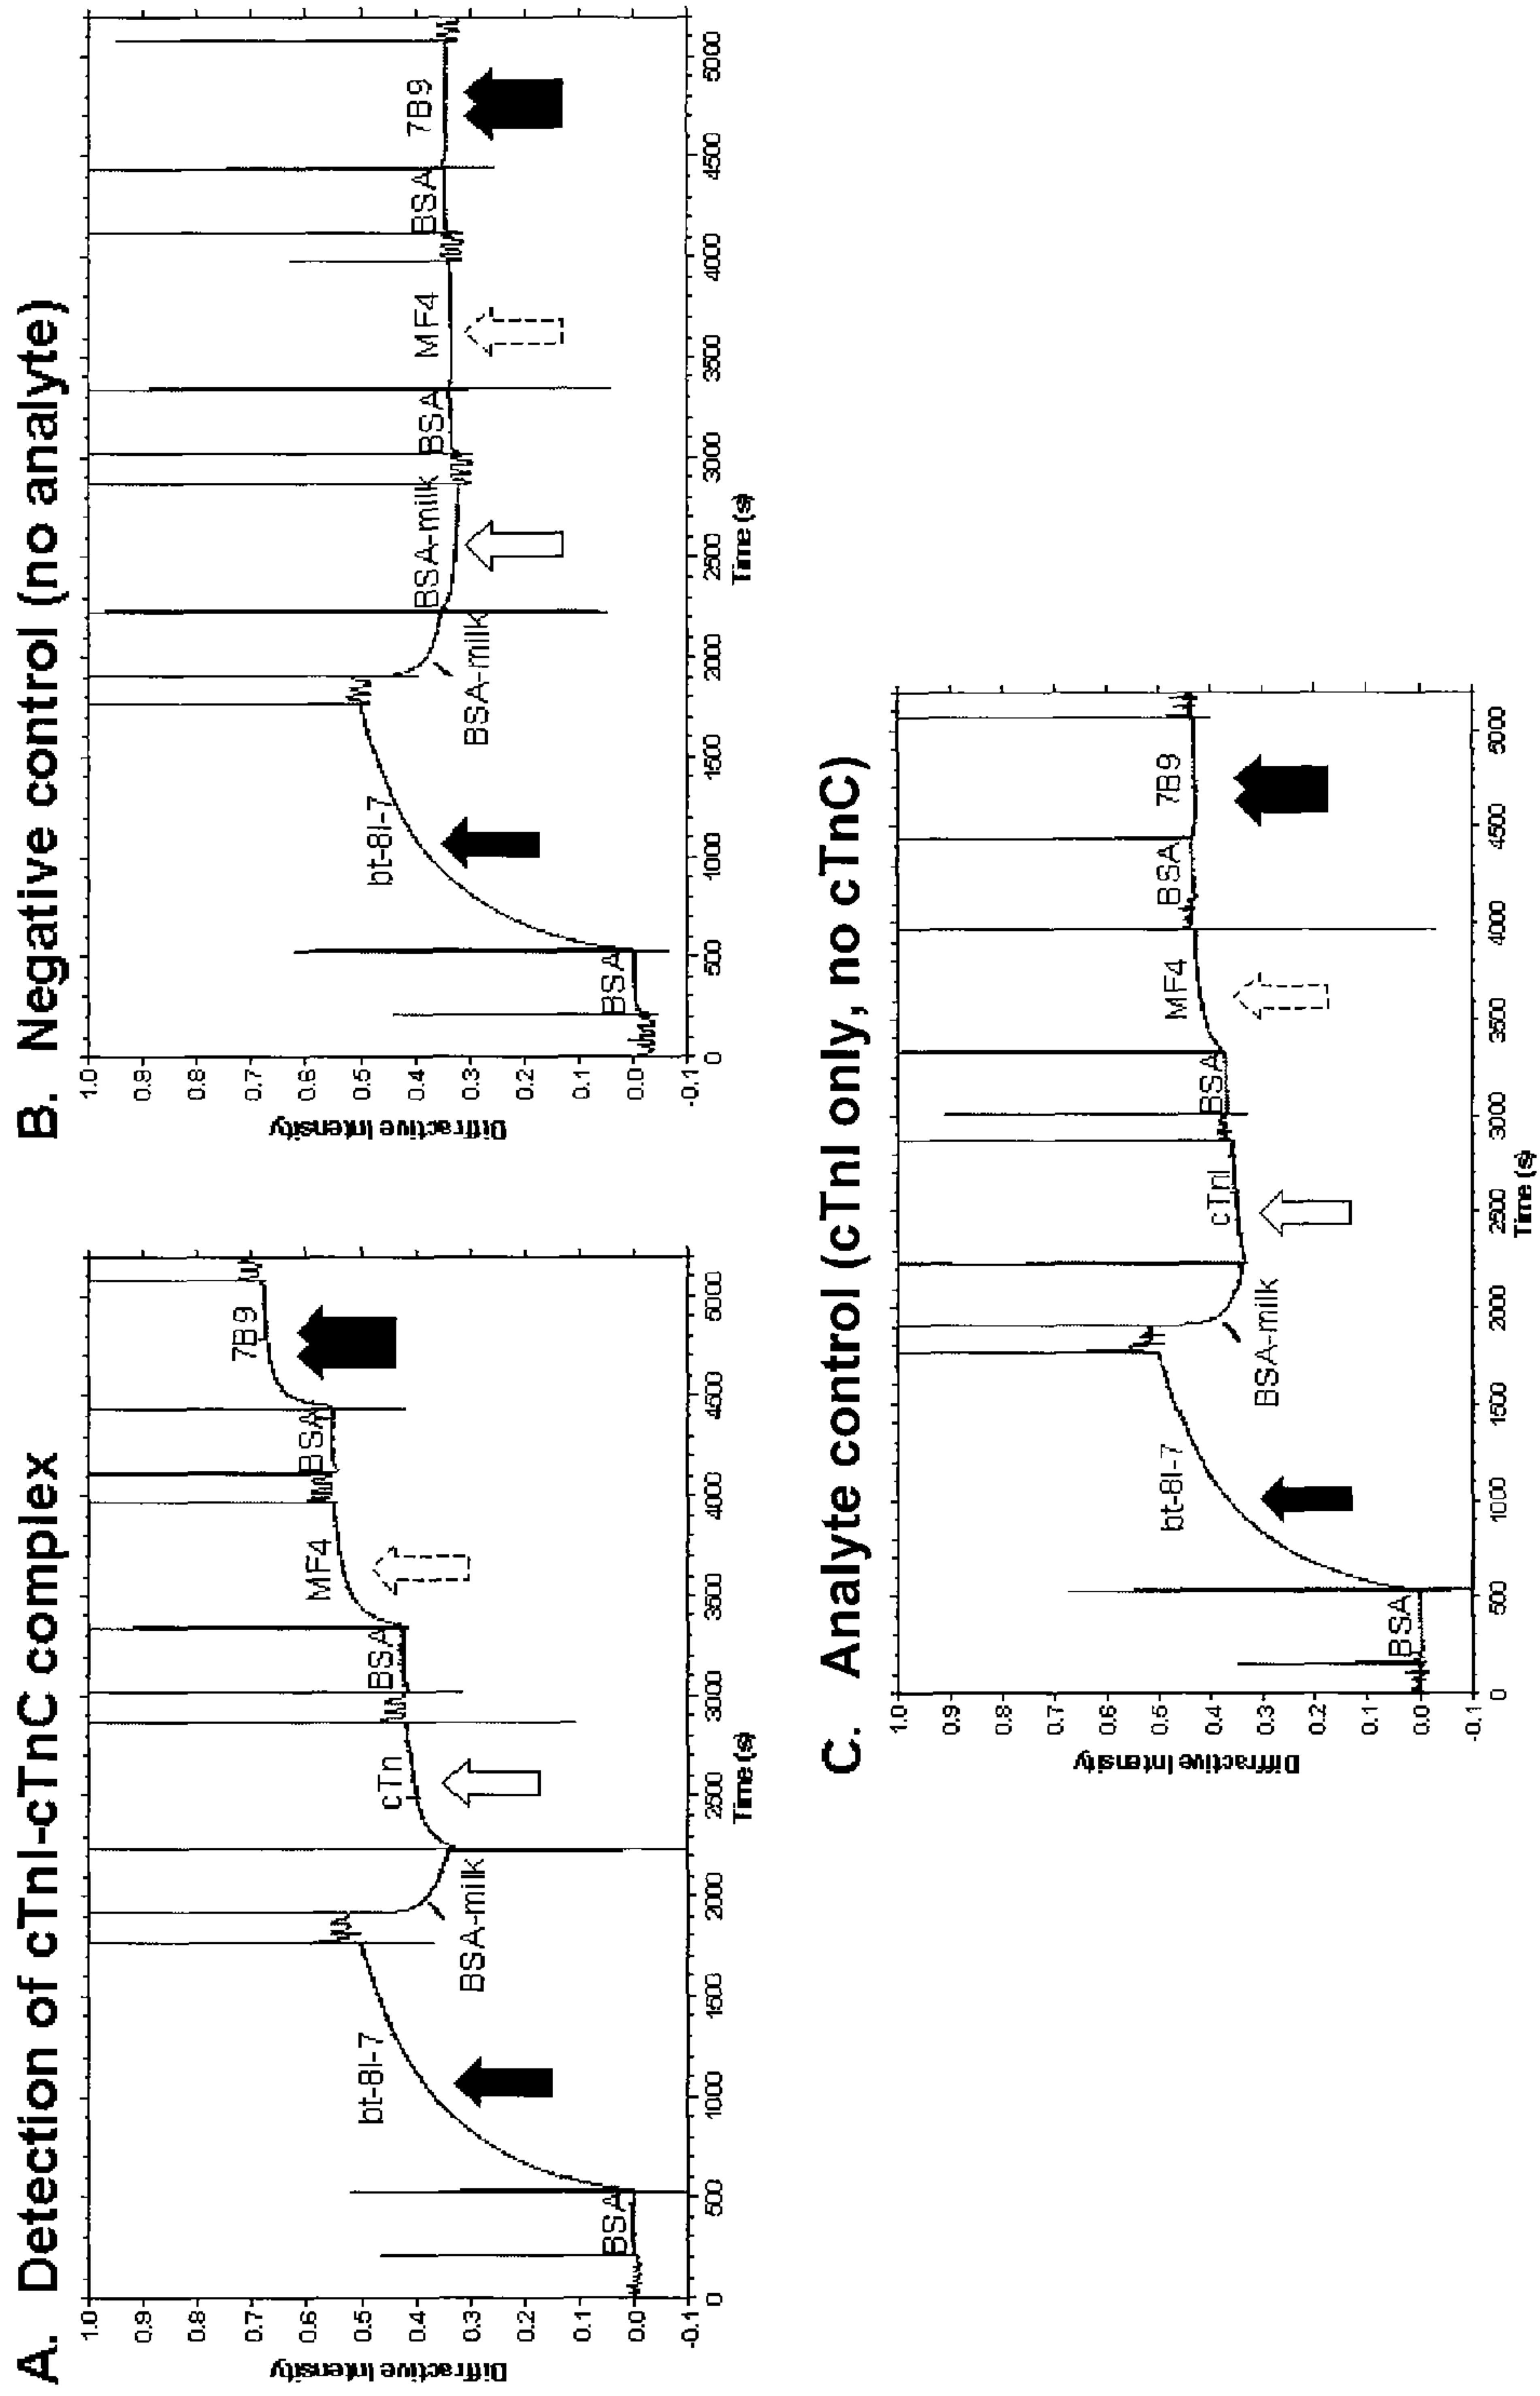 A. Detection of cTnI-cTnC complex
1.0
0.9
0.8
0.7
0.6
0.5
0.4
0.3
0.2
0.1
0.0
-0.1
Diffractive Intensity
BSA
bt-8I-7
BSA-milk
cTn
BSA
MF4
BSA
7B9
0 500 1000 1500 2000 2500 3000 3500 4000 4500 5000
Time (s)
B. Negative control (no analyte)
1.0
0.9
0.8
0.7
0.6
0.5
0.4
0.3
0.2
0.1
0.0
-0.1
Diffractive Intensity
BSA
bt-8I-7
BSA-milk
BSA-milk
BSA
MF4
BSA
7B9
0 500 1000 1500 2000 2500 3000 3500 4000 4500 5000
Time (s)
C. Analyte control (cTnI only, no cTnC)
1.0
0.9
0.8
0.7
0.6
0.5
0.4
0.3
0.2
0.1
0.0
-0.1
Diffractive Intensity
BSA
bt-8I-7
BSA-milk
cTnI
BSA
MF4
BSA
7B9
0 500 1000 1500 2000 2500 3000 3500 4000 4500 5000
Time (s)